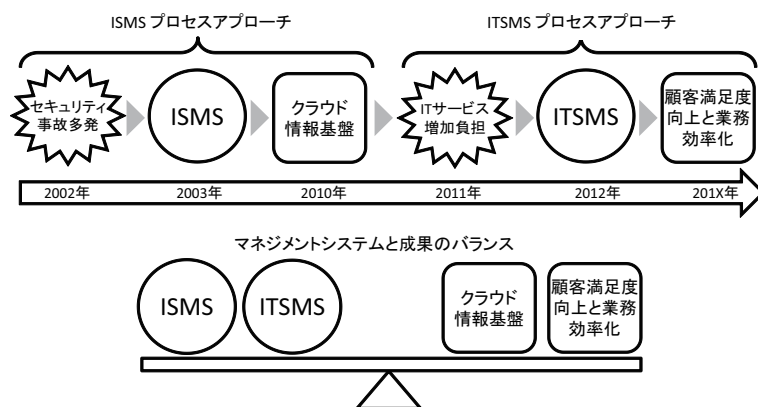 ISMS プロセスアプローチ
ITSMS プロセスアプローチ
セキュリティ
事故多発
ISMS
クラウド
情報基盤
ITサービス
増加負担
ITSMS
顧客満足度
向上と業務
効率化
2002年
2003年
2010年
2011年
2012年
201X年
マネジメントシステムと成果のバランス
ISMS
ITSMS
クラウド
情報基盤
顧客満足度
向上と業務
効率化